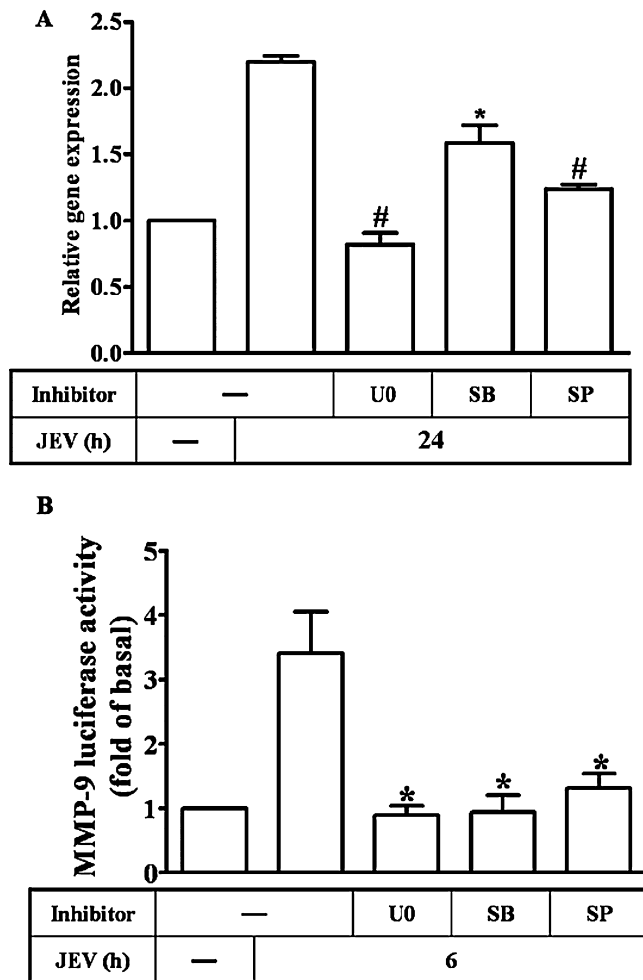 A
Relative gene expression
2.5
2.0
1.5
1.0
0.5
0.0
#
*
#
Inhibitor — U0 SB SP
JEV (h) — 24
B
MMP-9 luciferase activity
(fold of basal)
5
4
3
2
1
0
* * *
Inhibitor — U0 SB SP
JEV (h) — 6